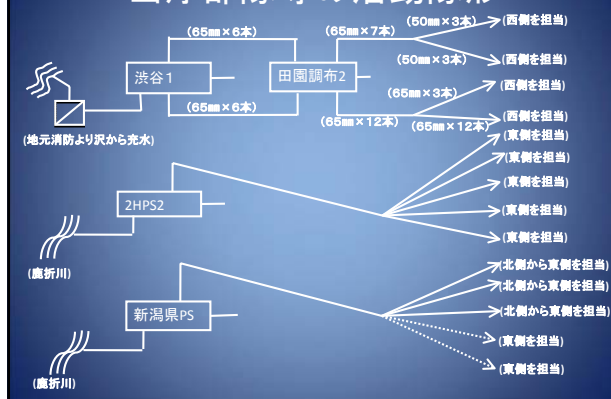 (65㎜×6本)
(65㎜×7本)
(50㎜×3本)
(西側を担当)
渋谷1
田園調布2
(50㎜×3本)
(西側を担当)
(65㎜×3本)
(西側を担当)
(65㎜×6本)
(65㎜×12本)
(65㎜×12本)
(西側を担当)
(地元消防より沢から充水)
(東側を担当)
(東側を担当)
(東側を担当)
2HPS2
(東側を担当)
(東側を担当)
(鹿折川)
(北側から東側を担当)
(北側から東側を担当)
新潟県PS
(北側から東側を担当)
(東側を担当)
(東側を担当)
(鹿折川)